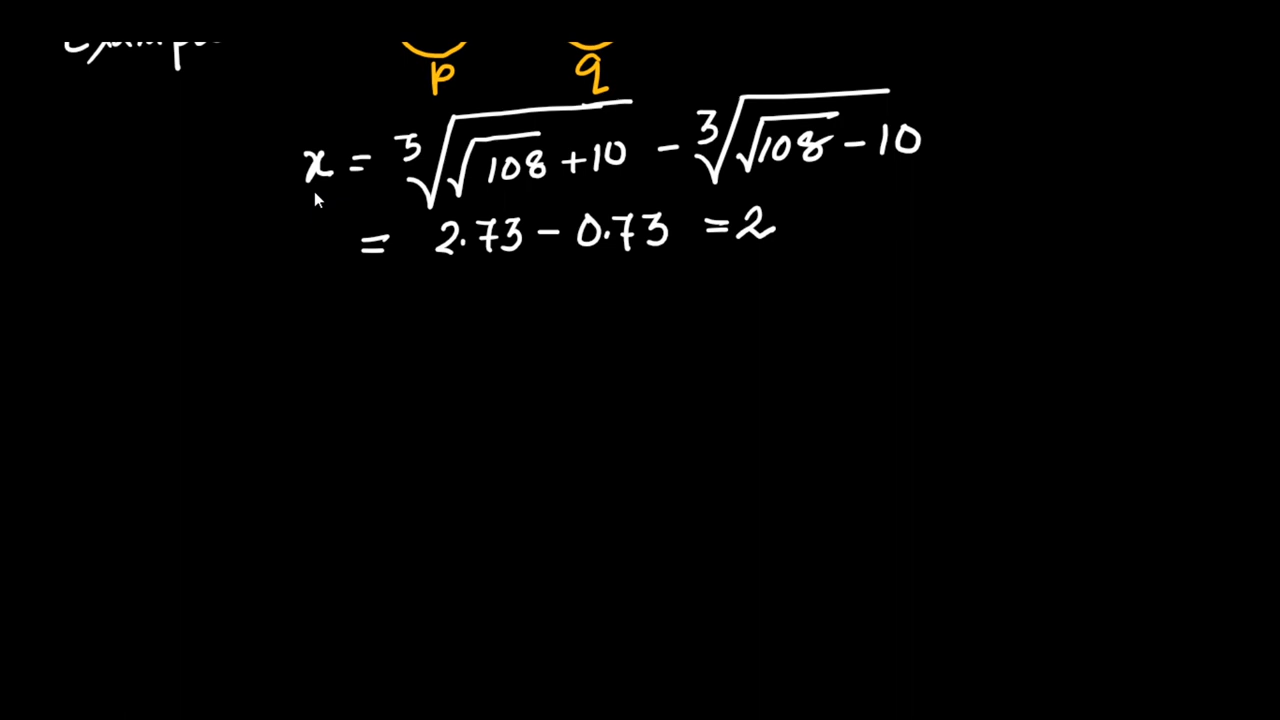 p q
x = ∛(√108 + 10) - ∛(√108 - 10)
= 2.73 - 0.73 = 2